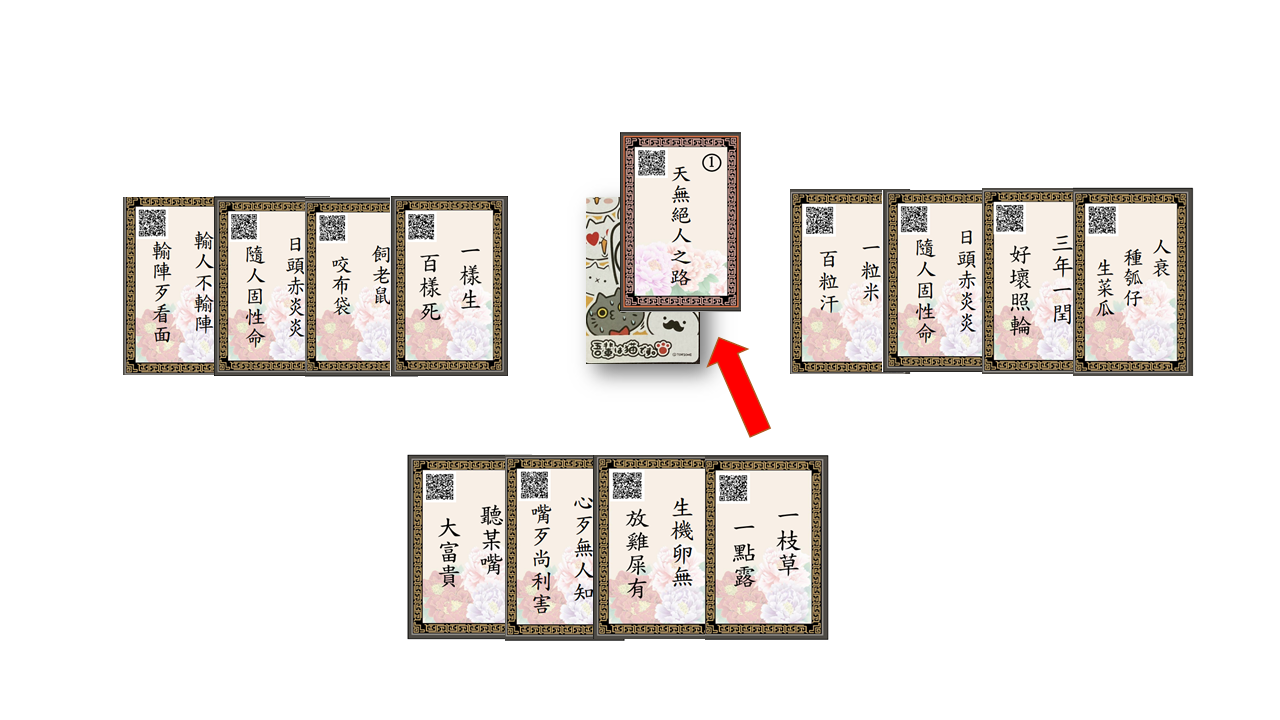 輸人不輸陣
輸陣歹看面
日頭赤炎炎
隨人固性命
飼老鼠
咬布袋
一樣生
百樣死
①
天無絕人之路
一粒米
百粒汗
日頭赤炎炎
隨人固性命
三年一閏
好壞照輪
人衰
種瓠仔
生菜瓜
聽某嘴
大富貴
心歹無人知
嘴歹尚利害
生機卵無
放雞屎有
一枝草
一點露